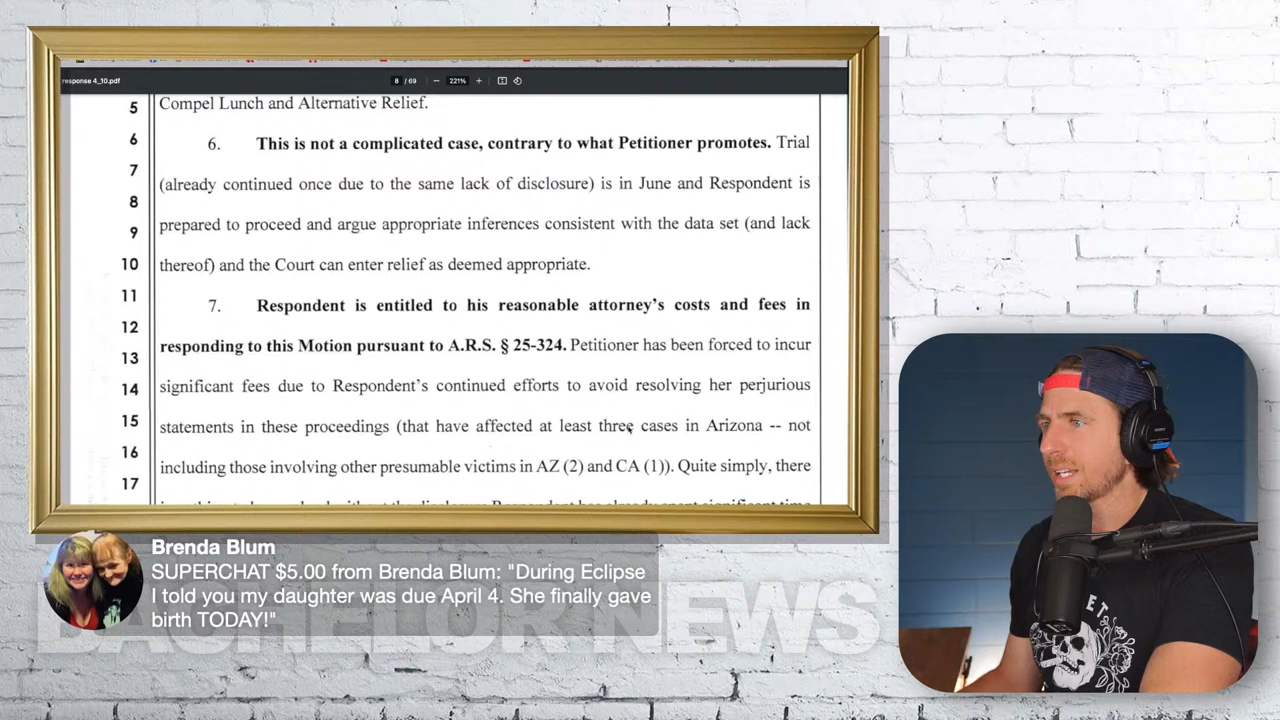 response 4_10.pdf
8 / 69
221%
5 Compel Lunch and Alternative Relief.
6 6. This is not a complicated case, contrary to what Petitioner promotes. Trial
7 (already continued once due to the same lack of disclosure) is in June and Respondent is
8
9 prepared to proceed and argue appropriate inferences consistent with the data set (and lack
10 thereof) and the Court can enter relief as deemed appropriate.
11 7. Respondent is entitled to his reasonable attorney's costs and fees in
12
13 responding to this Motion pursuant to A.R.S. § 25-324. Petitioner has been forced to incur
14 significant fees due to Respondent's continued efforts to avoid resolving her perjurious
15 statements in these proceedings (that have affected at least three cases in Arizona -- not
16 including those involving other presumable victims in AZ (2) and CA (1)). Quite simply, there
17
Brenda Blum
SUPERCHAT $5.00 from Brenda Blum: "During Eclipse
I told you my daughter was due April 4. She finally gave
birth TODAY!"
BACHELOR NEWS